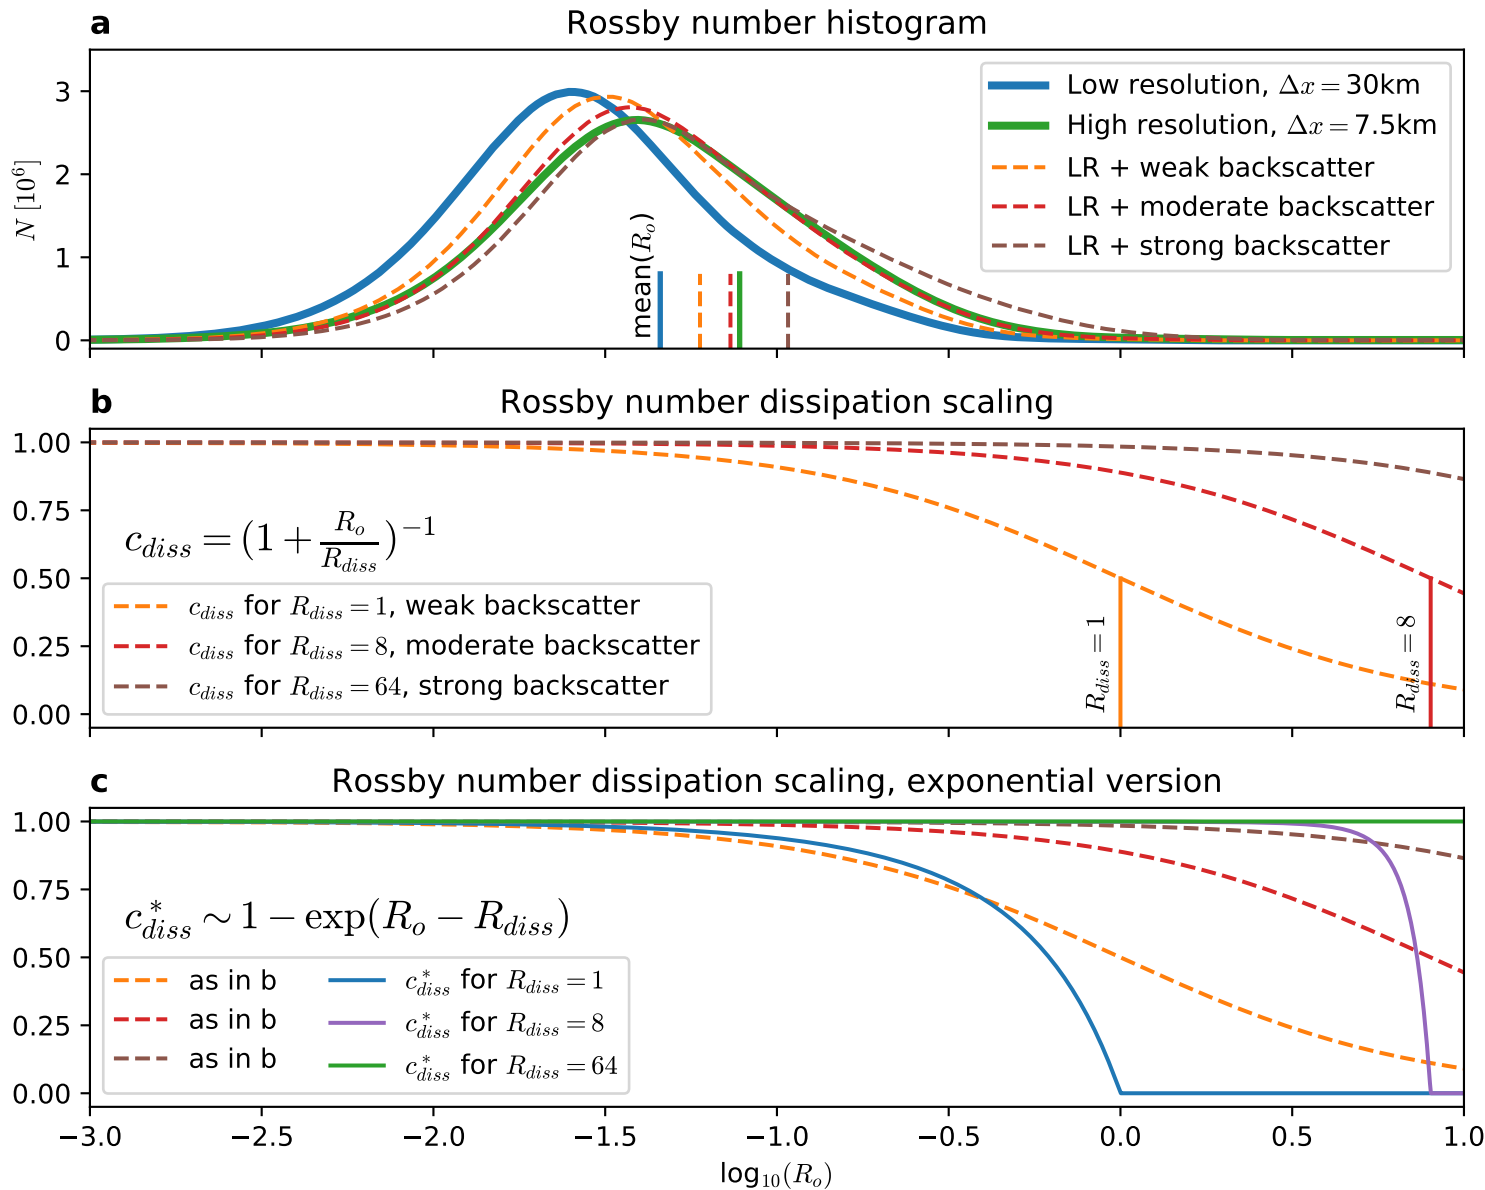 a Rossby number histogram
N [10⁶]
3
2
1
0
mean(Rₒ)
Low resolution, Δx = 30km
High resolution, Δx = 7.5km
LR + weak backscatter
LR + moderate backscatter
LR + strong backscatter
b Rossby number dissipation scaling
1.00
0.75
0.50
0.25
0.00
c_diss = (1 + R_o/R_diss)⁻¹
c_diss for R_diss = 1, weak backscatter
c_diss for R_diss = 8, moderate backscatter
c_diss for R_diss = 64, strong backscatter
R_diss = 1
R_diss = 8
c Rossby number dissipation scaling, exponential version
1.00
0.75
0.50
0.25
0.00
c*_diss ∼ 1 − exp(R_o − R_diss)
as in b
as in b
as in b
c*_diss for R_diss = 1
c*_diss for R_diss = 8
c*_diss for R_diss = 64
−3.0 −2.5 −2.0 −1.5 −1.0 −0.5 0.0 0.5 1.0
log₁₀(Rₒ)